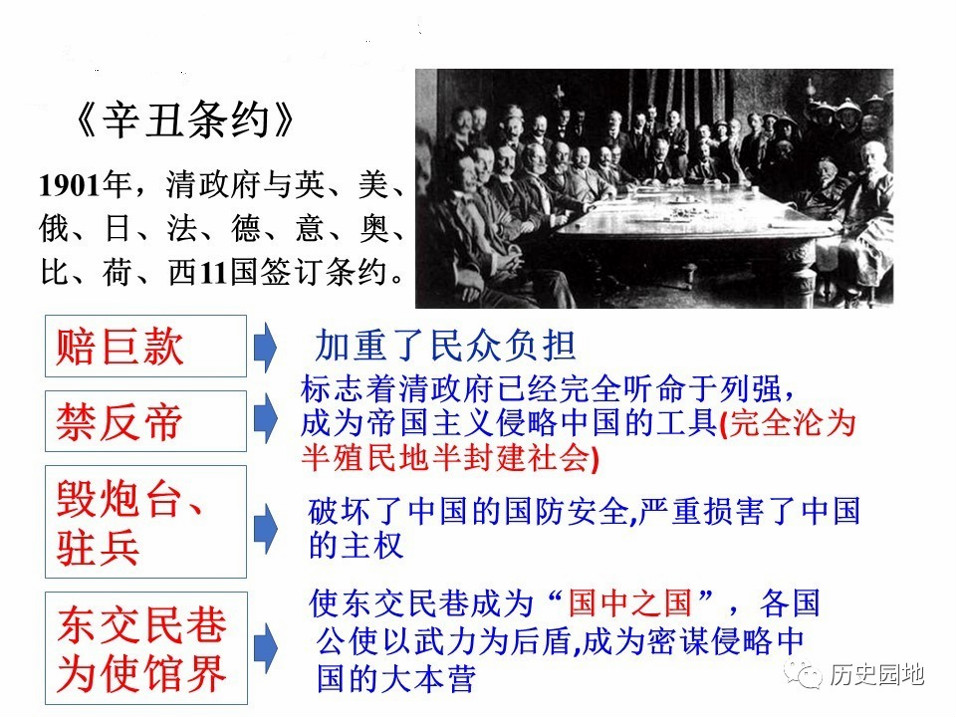 《辛丑条约》
1901年，清政府与英、美、
俄、日、法、德、意、奥、
比、荷、西11国签订条约。
赔巨款
加重了民众负担
禁反帝
标志着清政府已经完全听命于列强，
成为帝国主义侵略中国的工具(完全沦为
半殖民地半封建社会)
毁炮台、
驻兵
破坏了中国的国防安全,严重损害了中国
的主权
东交民巷
为使馆界
使东交民巷成为“国中之国”，各国
公使以武力为后盾,成为密谋侵略中
国的大本营
历史园地